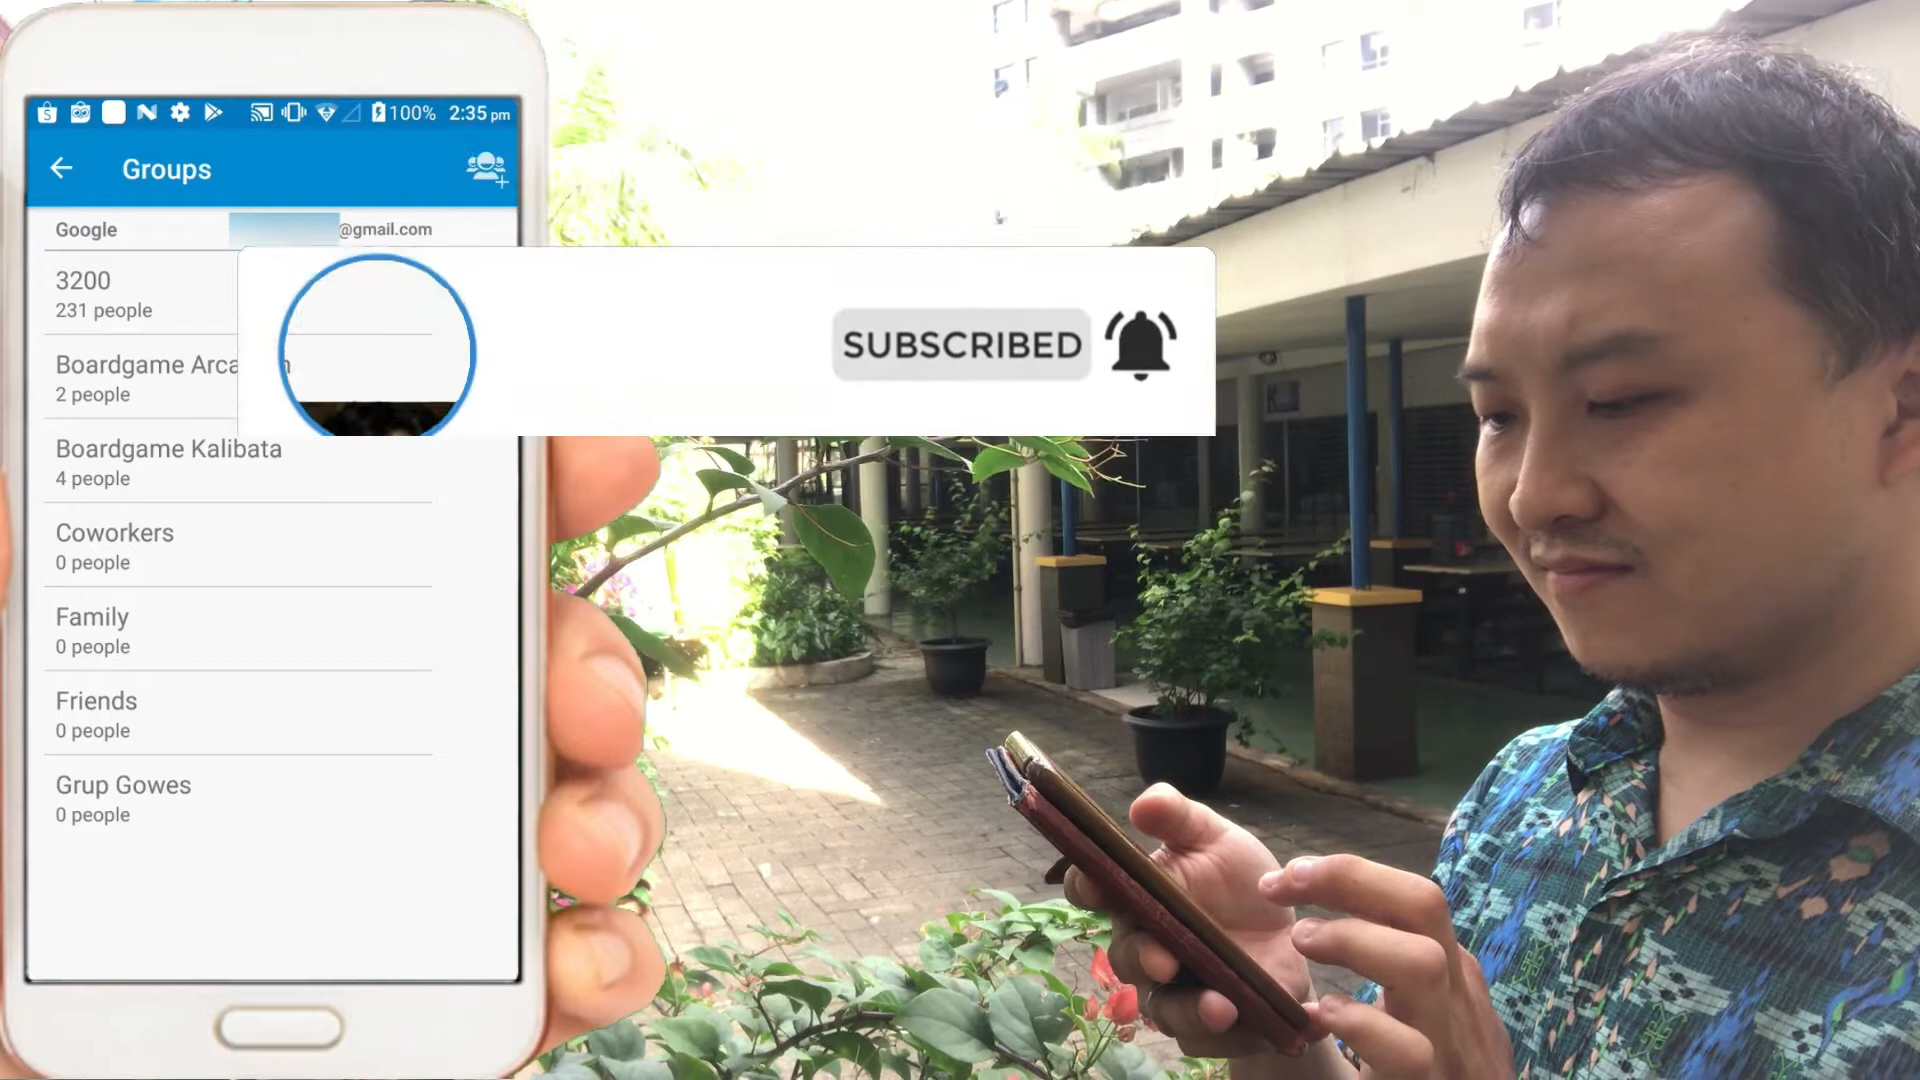 100% 2:35 pm
Groups
Google @gmail.com
3200
231 people
Boardgame Arca n
2 people
SUBSCRIBED
Boardgame Kalibata
4 people
Coworkers
0 people
Family
0 people
Friends
0 people
Grup Gowes
0 people